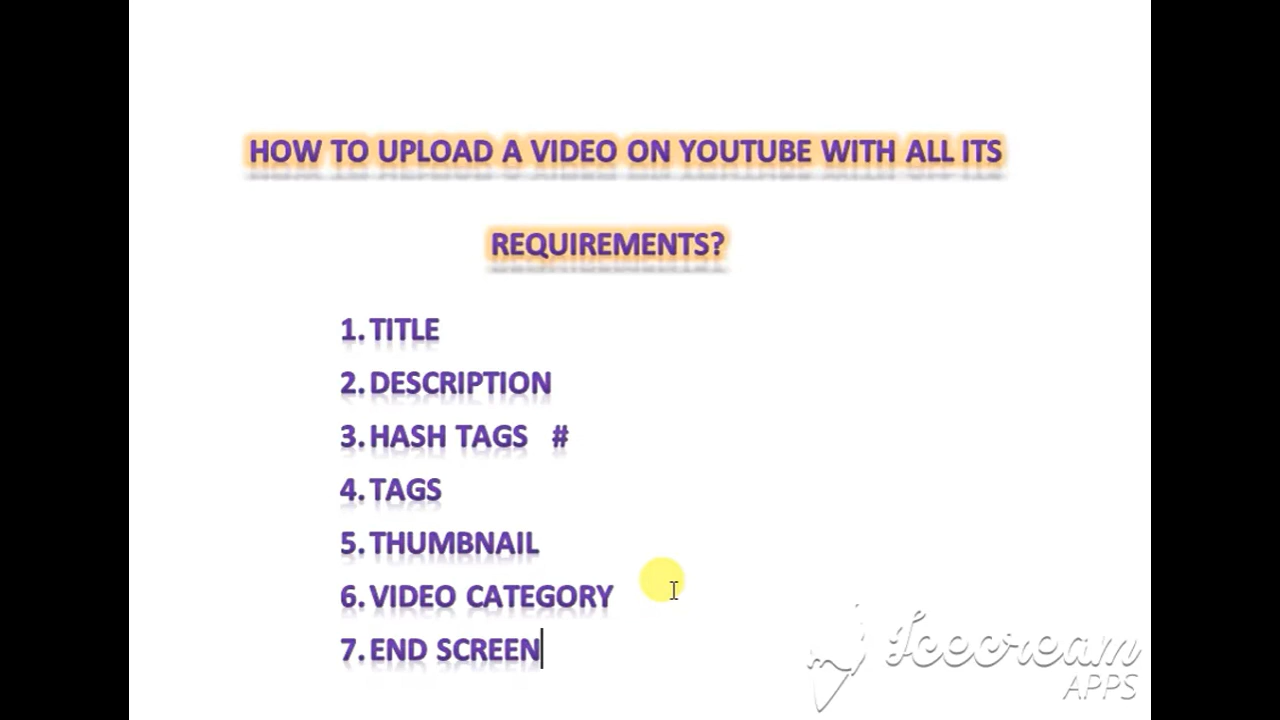 HOW TO UPLOAD A VIDEO ON YOUTUBE WITH ALL ITS
REQUIREMENTS?
1. TITLE
2. DESCRIPTION
3. HASH TAGS #
4. TAGS
5. THUMBNAIL
6. VIDEO CATEGORY
7. END SCREEN
Icecream
APPS